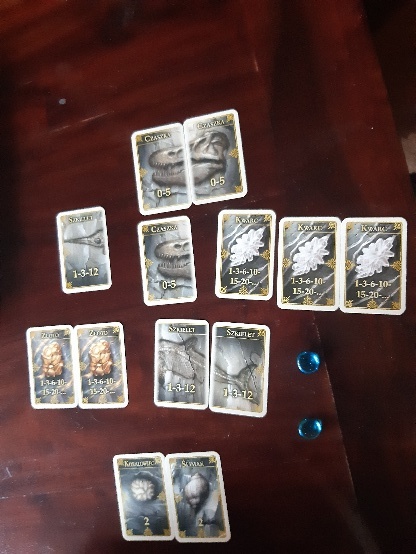 Czaszka
0-5
Czaszka
0-5
Szkielet
1-3-12
Czaszka
0-5
Kwarc
1-3-6-10-
15-20-...
Kwarc
1-3-6-10-
15-20-...
Kwarc
1-3-6-10-
15-20-...
Złoto
1-3-6-10-
15-20-...
Złoto
1-3-6-10-
15-20-...
Szkielet
1-3-12
Szkielet
1-3-12
2
Ślimak
2